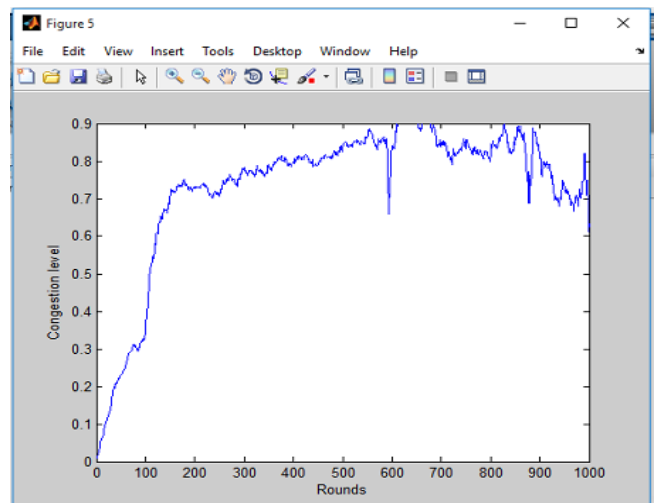 Figure 5
File Edit View Insert Tools Desktop Window Help
0.9
0.8
0.7
0.6
0.5
0.4
0.3
0.2
0.1
0
Congestion level
0 100 200 300 400 500 600 700 800 900 1000
Rounds